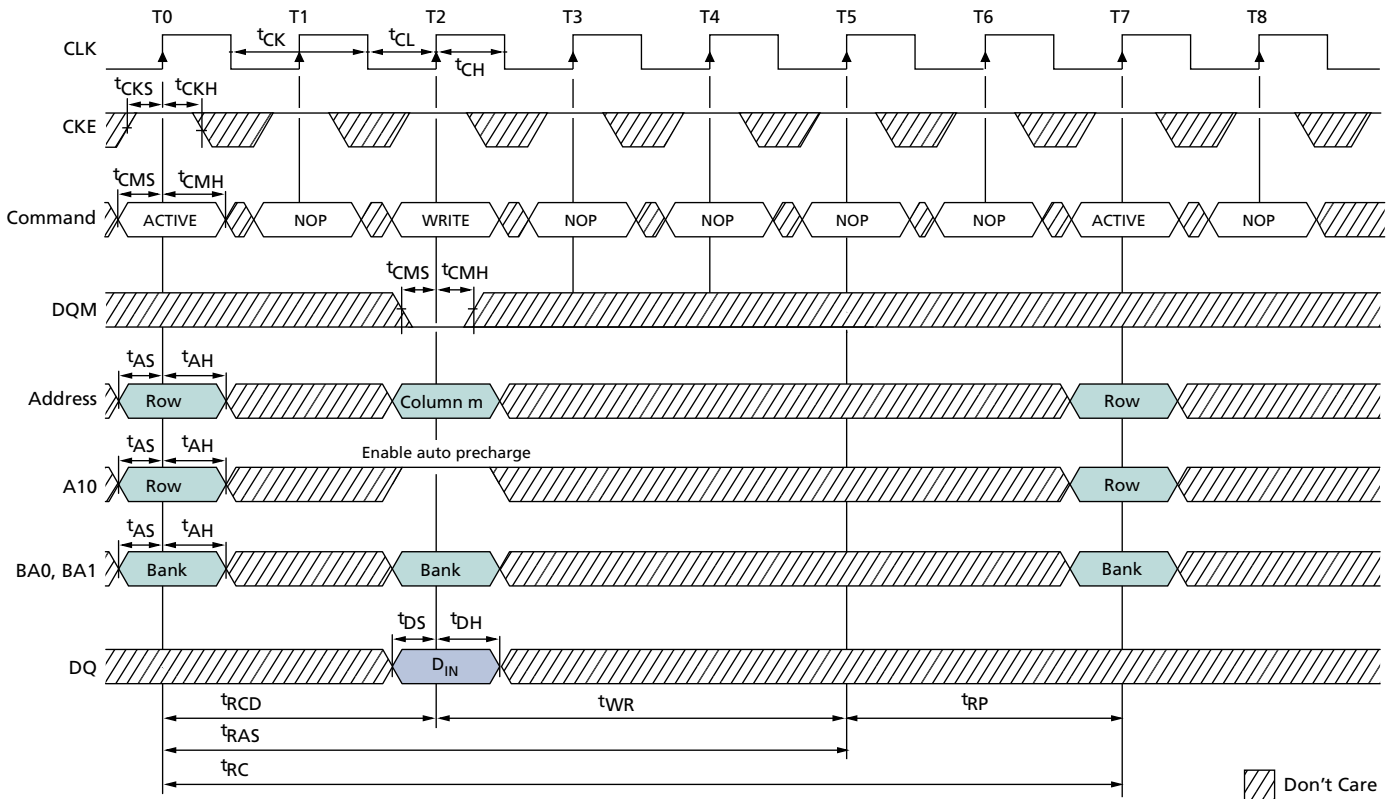 T0 T1 T2 T3 T4 T5 T6 T7 T8
CLK
tCK tCL
tCH
tCKS tCKH
CKE
tCMS tCMH
Command ACTIVE NOP WRITE NOP NOP NOP NOP ACTIVE NOP
tCMS tCMH
DQM
tAS tAH
Address Row Column m Row
tAS tAH
Enable auto precharge
A10 Row Row
tAS tAH
BA0, BA1 Bank Bank Bank
tDS tDH
DQ DIN
tRCD tWR tRP
tRAS
tRC
Don't Care